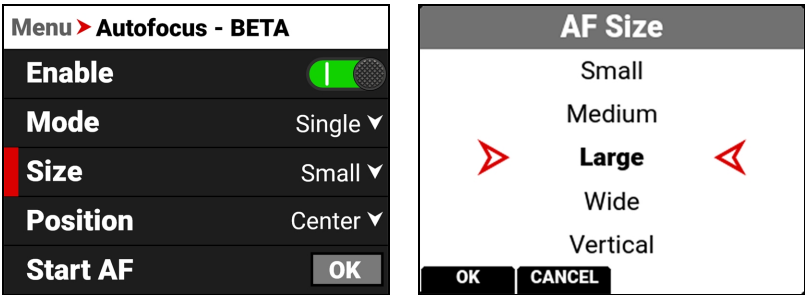 Menu Autofocus - BETA
Enable
Mode Single
Size Small
Position Center
Start AF OK
AF Size
Small
Medium
Large
Wide
Vertical
OK CANCEL